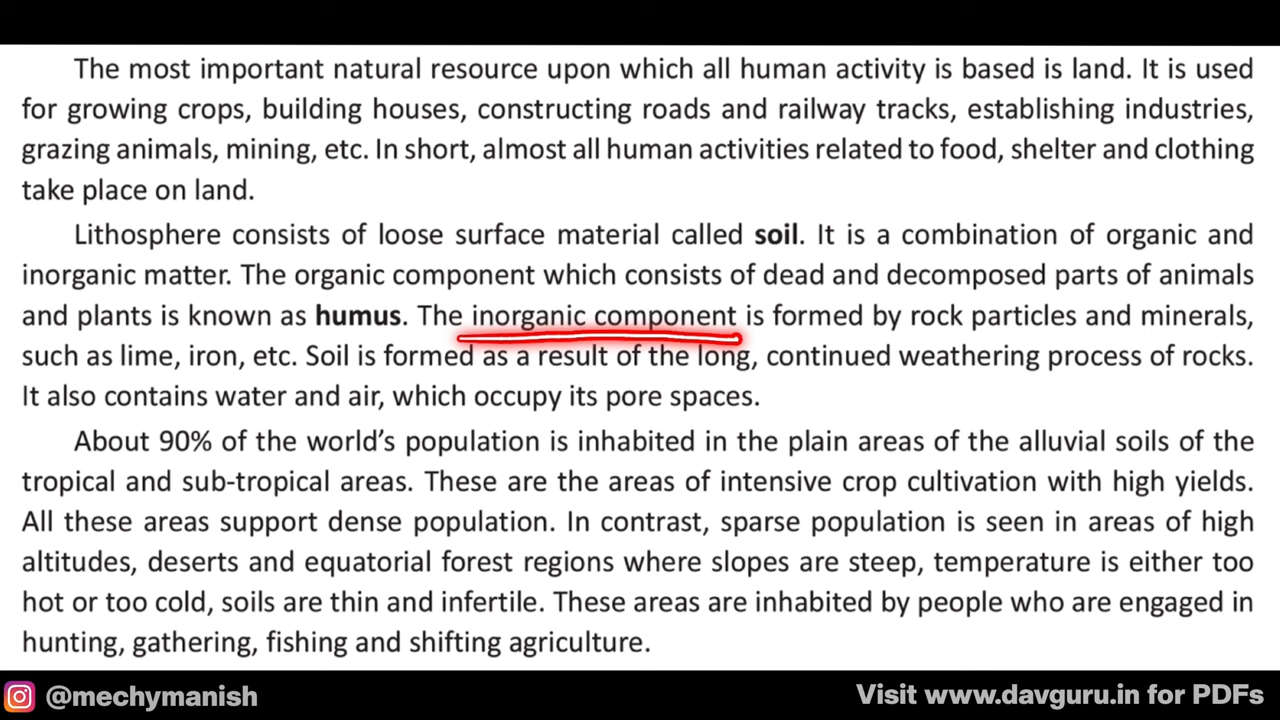 The most important natural resource upon which all human activity is based is land. It is used
for growing crops, building houses, constructing roads and railway tracks, establishing industries,
grazing animals, mining, etc. In short, almost all human activities related to food, shelter and clothing
take place on land.
Lithosphere consists of loose surface material called soil. It is a combination of organic and
inorganic matter. The organic component which consists of dead and decomposed parts of animals
and plants is known as humus. The inorganic component is formed by rock particles and minerals,
such as lime, iron, etc. Soil is formed as a result of the long, continued weathering process of rocks.
It also contains water and air, which occupy its pore spaces.
About 90% of the world's population is inhabited in the plain areas of the alluvial soils of the
tropical and sub-tropical areas. These are the areas of intensive crop cultivation with high yields.
All these areas support dense population. In contrast, sparse population is seen in areas of high
altitudes, deserts and equatorial forest regions where slopes are steep, temperature is either too
hot or too cold, soils are thin and infertile. These areas are inhabited by people who are engaged in
hunting, gathering, fishing and shifting agriculture.
@mechymanish
Visit www.davguru.in for PDFs